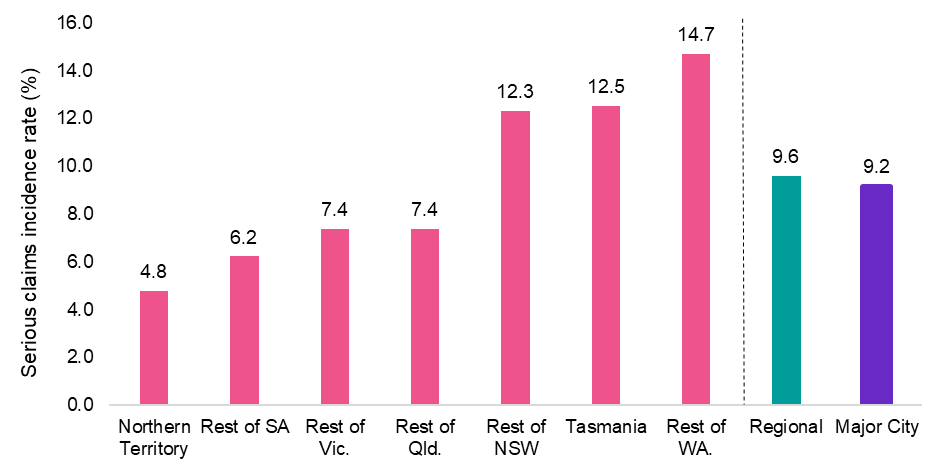 Serious claims incidence rate (%)
16.0
14.0
12.0
10.0
8.0
6.0
4.0
2.0
0.0
4.8
6.2
7.4
7.4
12.3
12.5
14.7
9.6
9.2
Northern
Territory
Rest of SA
Rest of
Vic.
Rest of
Qld.
Rest of
NSW
Tasmania
Rest of
WA.
Regional
Major City